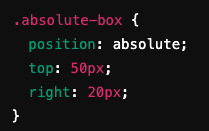 .absolute-box {
  position: absolute;
  top: 50px;
  right: 20px;
}